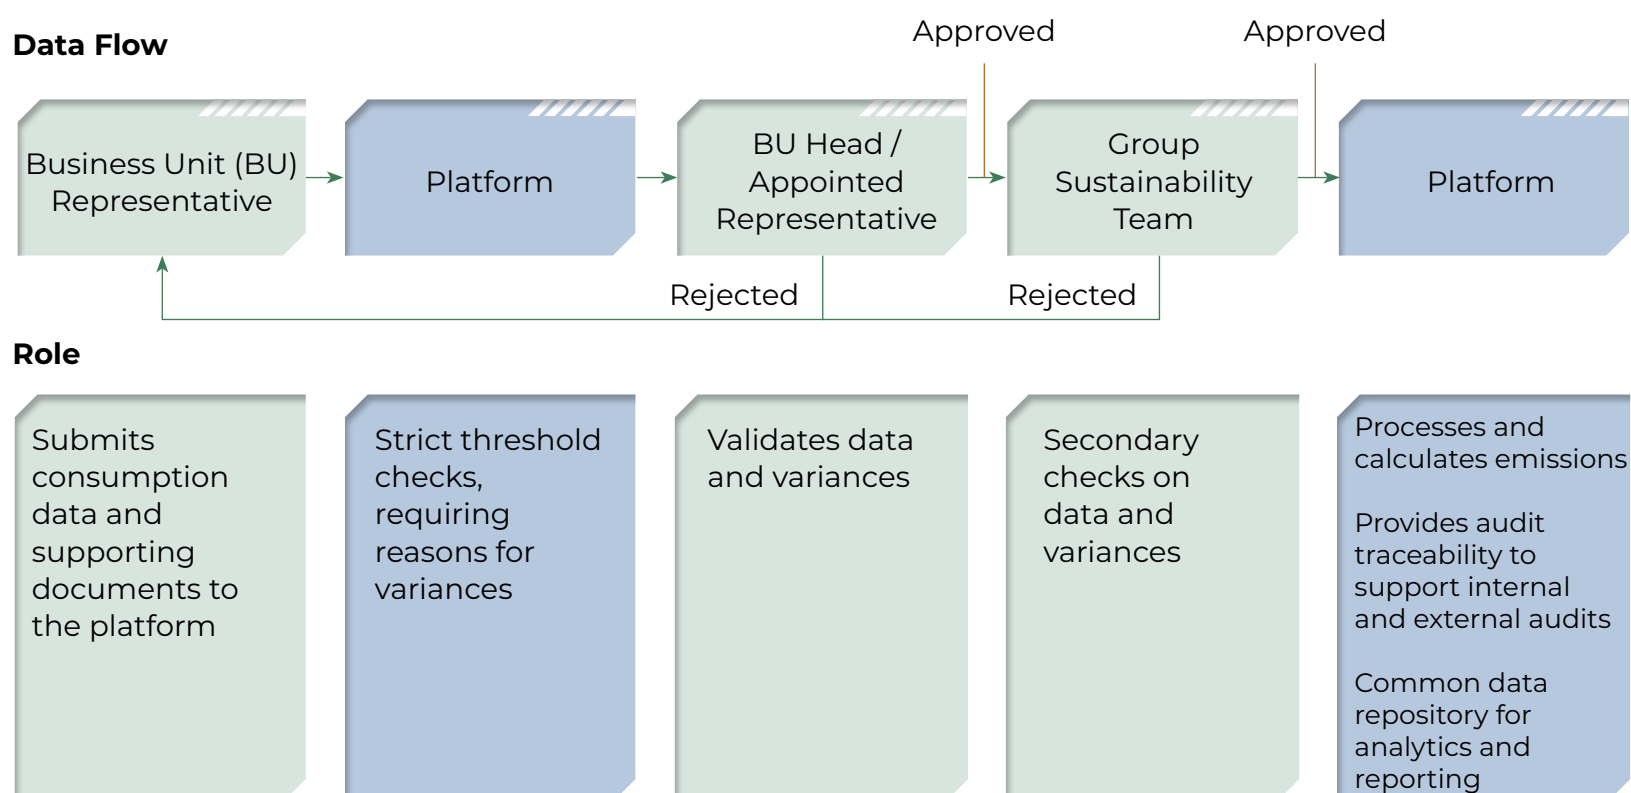 Data Flow
Approved
Approved
Business Unit (BU)
Representative
Platform
BU Head /
Appointed
Representative
Group
Sustainability
Team
Platform
Rejected
Rejected
Role
Submits
consumption
data and
supporting
documents to
the platform
Strict threshold
checks,
requiring
reasons for
variances
Validates data
and variances
Secondary
checks on
data and
variances
Processes and
calculates emissions
Provides audit
traceability to
support internal
and external audits
Common data
repository for
analytics and
reporting